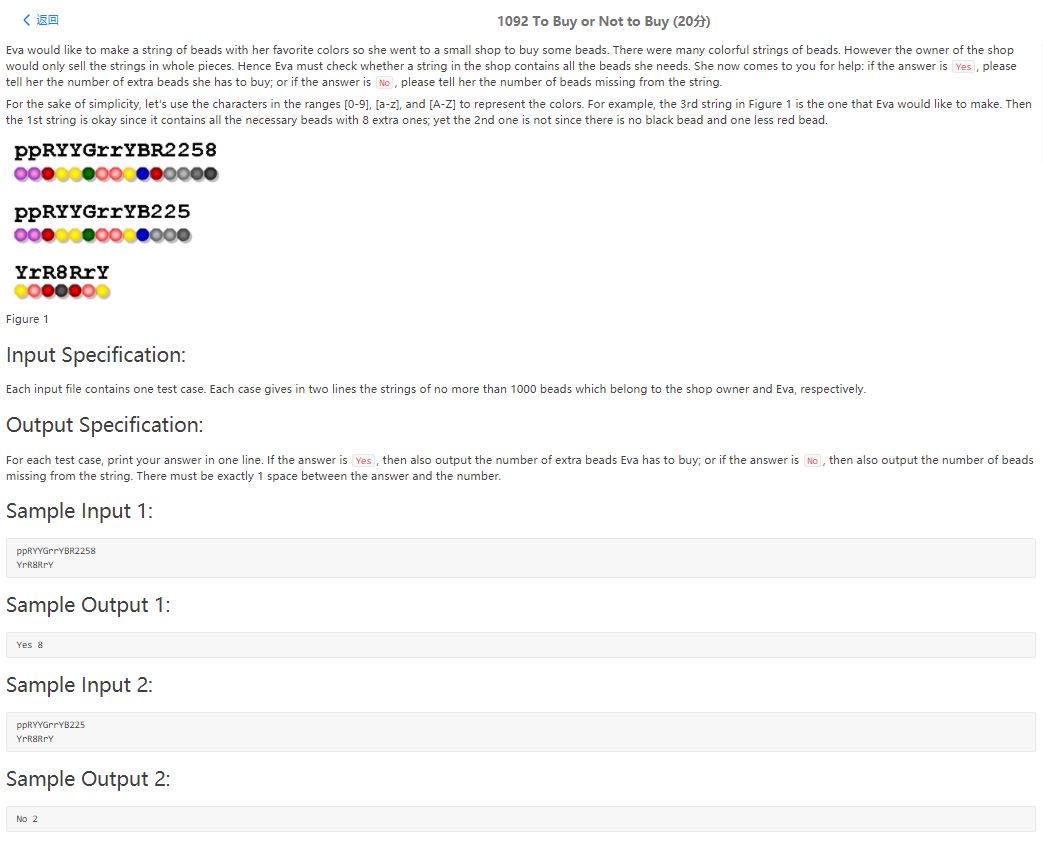 返回
1092 To Buy or Not to Buy (20分)
Eva would like to make a string of beads with her favorite colors so she went to a small shop to buy some beads. There were many colorful strings of beads. However the owner of the shop
would only sell the strings in whole pieces. Hence Eva must check whether a string in the shop contains all the beads she needs. She now comes to you for help: if the answer is Yes , please
tell her the number of extra beads she has to buy; or if the answer is No , please tell her the number of beads missing from the string.
For the sake of simplicity, let's use the characters in the ranges [0-9], [a-z], and [A-Z] to represent the colors. For example, the 3rd string in Figure 1 is the one that Eva would like to make. Then
the 1st string is okay since it contains all the necessary beads with 8 extra ones; yet the 2nd one is not since there is no black bead and one less red bead.
ppRYYGrrYBR2258
ppRYYGrrYB225
YrR8RrY
Figure 1
Input Specification:
Each input file contains one test case. Each case gives in two lines the strings of no more than 1000 beads which belong to the shop owner and Eva, respectively.
Output Specification:
For each test case, print your answer in one line. If the answer is Yes , then also output the number of extra beads Eva has to buy; or if the answer is No , then also output the number of beads
missing from the string. There must be exactly 1 space between the answer and the number.
Sample Input 1:
ppRYYGrrYBR2258
YrR8RrY
Sample Output 1:
Yes 8
Sample Input 2:
ppRYYGrrYB225
YrR8RrY
Sample Output 2:
No 2